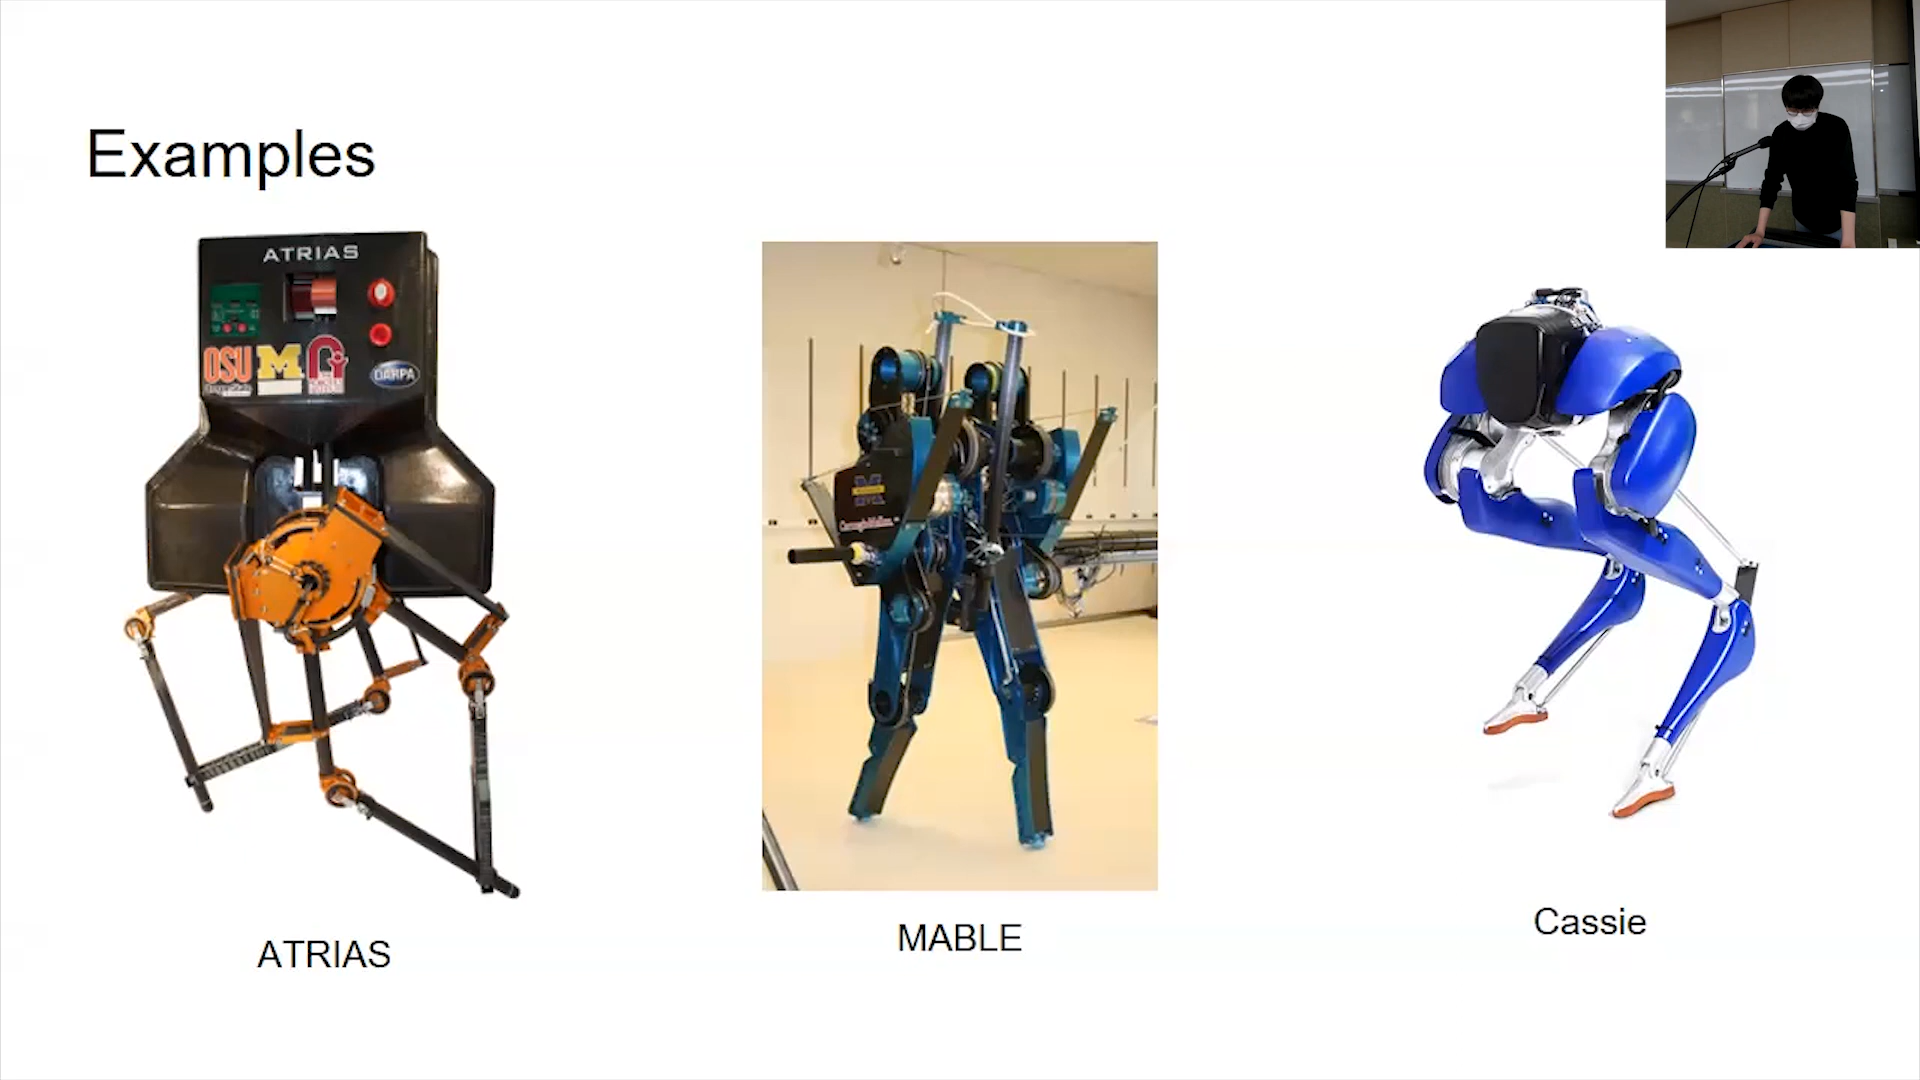 Examples
ATRIAS
OSU
M
DARPA
M
ATRIAS
MABLE
Cassie